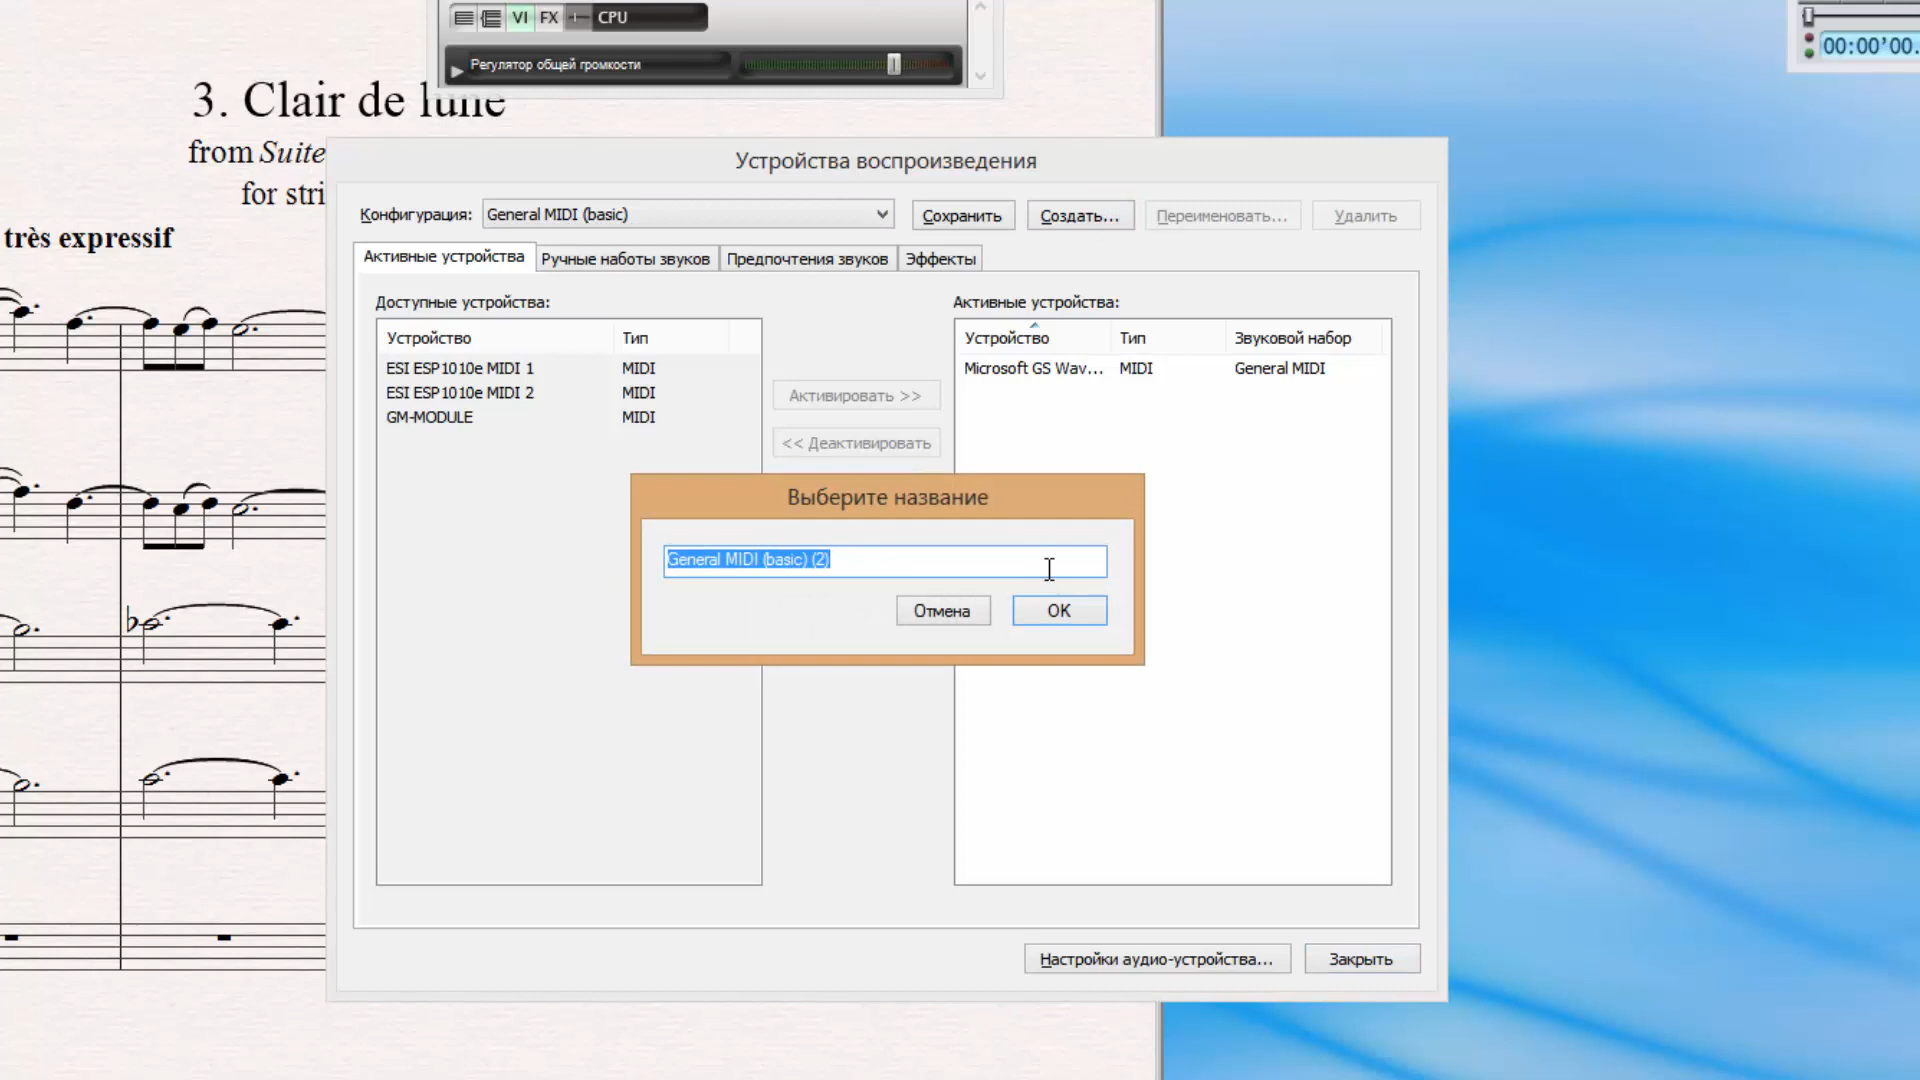 VI FX CPU
Регулятор общей громкости
00:00'00.
3. Clair de lune
from Suite
for stri
très expressif
Устройства воспроизведения
Конфигурация: General MIDI (basic) Сохранить Создать... Переименовать... Удалить
Активные устройства Ручные наботы звуков Предпочтения звуков Эффекты
Доступные устройства: Активные устройства:
Устройство Тип Устройство Тип Звуковой набор
ESI ESP1010e MIDI 1 MIDI Microsoft GS Wav... MIDI General MIDI
ESI ESP1010e MIDI 2 MIDI
GM-MODULE MIDI
Активировать >>
<< Деактивировать
Выберите название
General MIDI (basic) (2)
Отмена OK
Настройки аудио-устройства... Закрыть